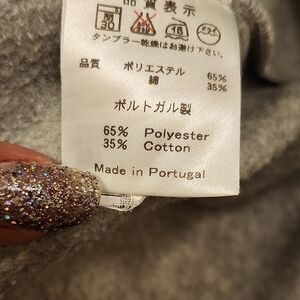 品質表示
タンブラー乾燥はお避け下さい。
品質 ポリエステル 65%
綿 35%
ポルトガル製
65% Polyester
35% Cotton
Made in Portugal